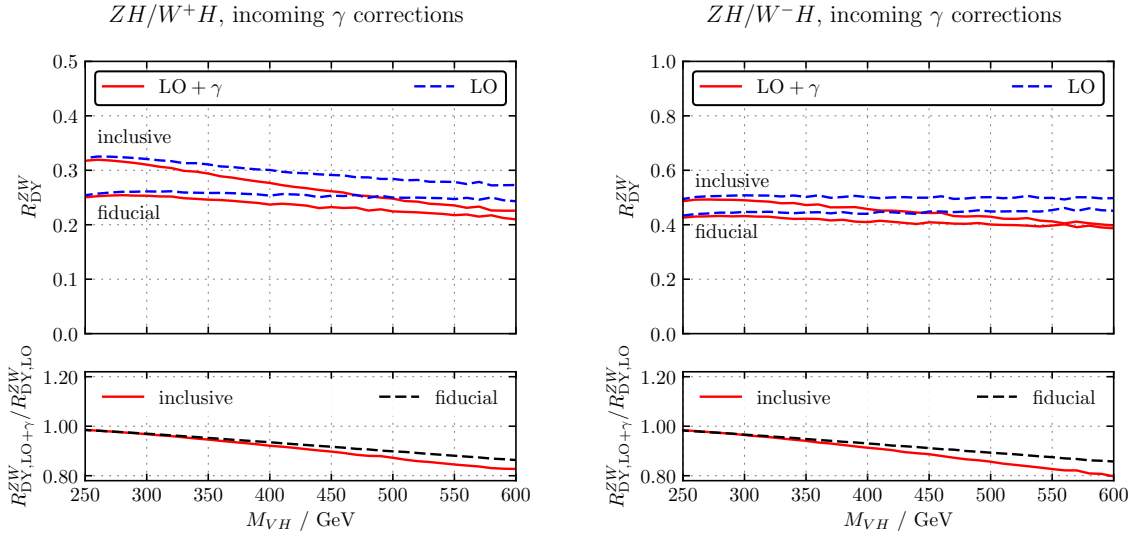 ZH/W⁺H, incoming γ corrections
0.5
0.4
0.3
0.2
0.1
0.0
R^{ZW}_{DY}
LO + γ
LO
inclusive
fiducial
1.20
1.00
0.80
R^{ZW}_{DY,LO+γ}/R^{ZW}_{DY,LO}
inclusive
fiducial
250 300 350 400 450 500 550 600
M_{VH} / GeV
ZH/W⁻H, incoming γ corrections
1.0
0.8
0.6
0.4
0.2
0.0
R^{ZW}_{DY}
LO + γ
LO
inclusive
fiducial
1.20
1.00
0.80
R^{ZW}_{DY,LO+γ}/R^{ZW}_{DY,LO}
inclusive
fiducial
250 300 350 400 450 500 550 600
M_{VH} / GeV